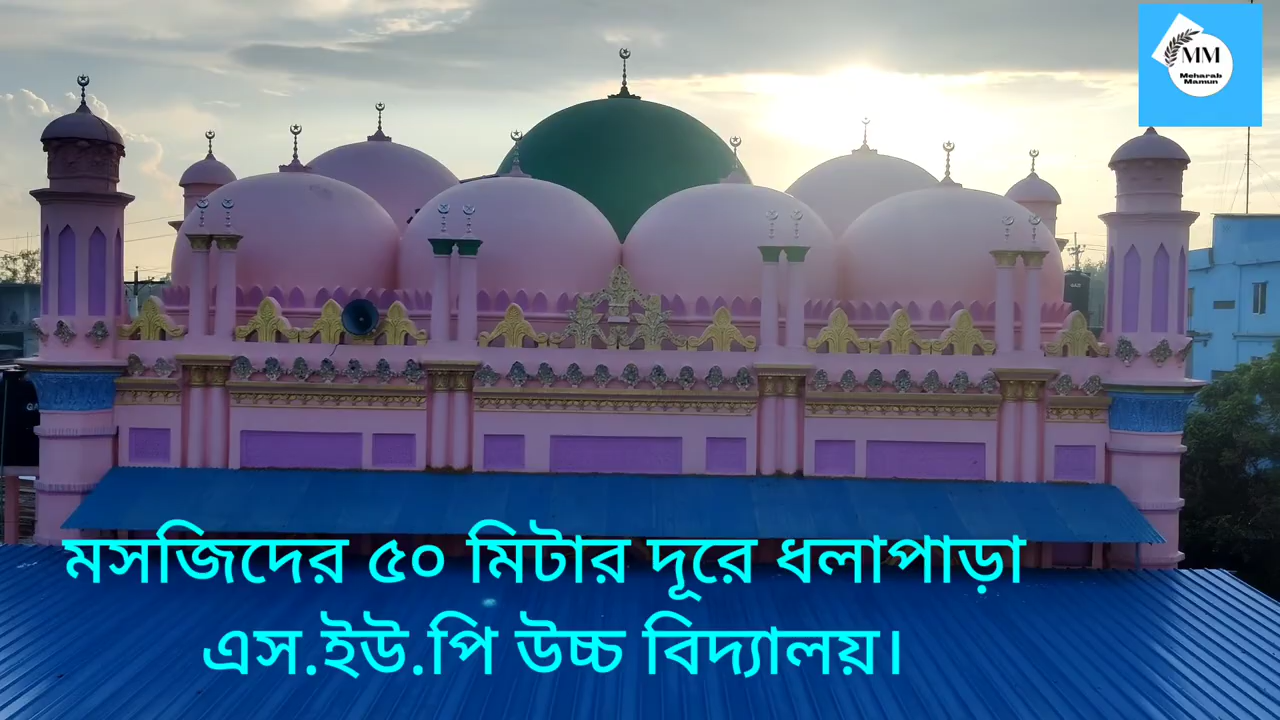 MM
Meharab
Mamun
মসজিদের ৫০ মিটার দূরে ধলাপাড়া
এস.ইউ.পি উচ্চ বিদ্যালয়।